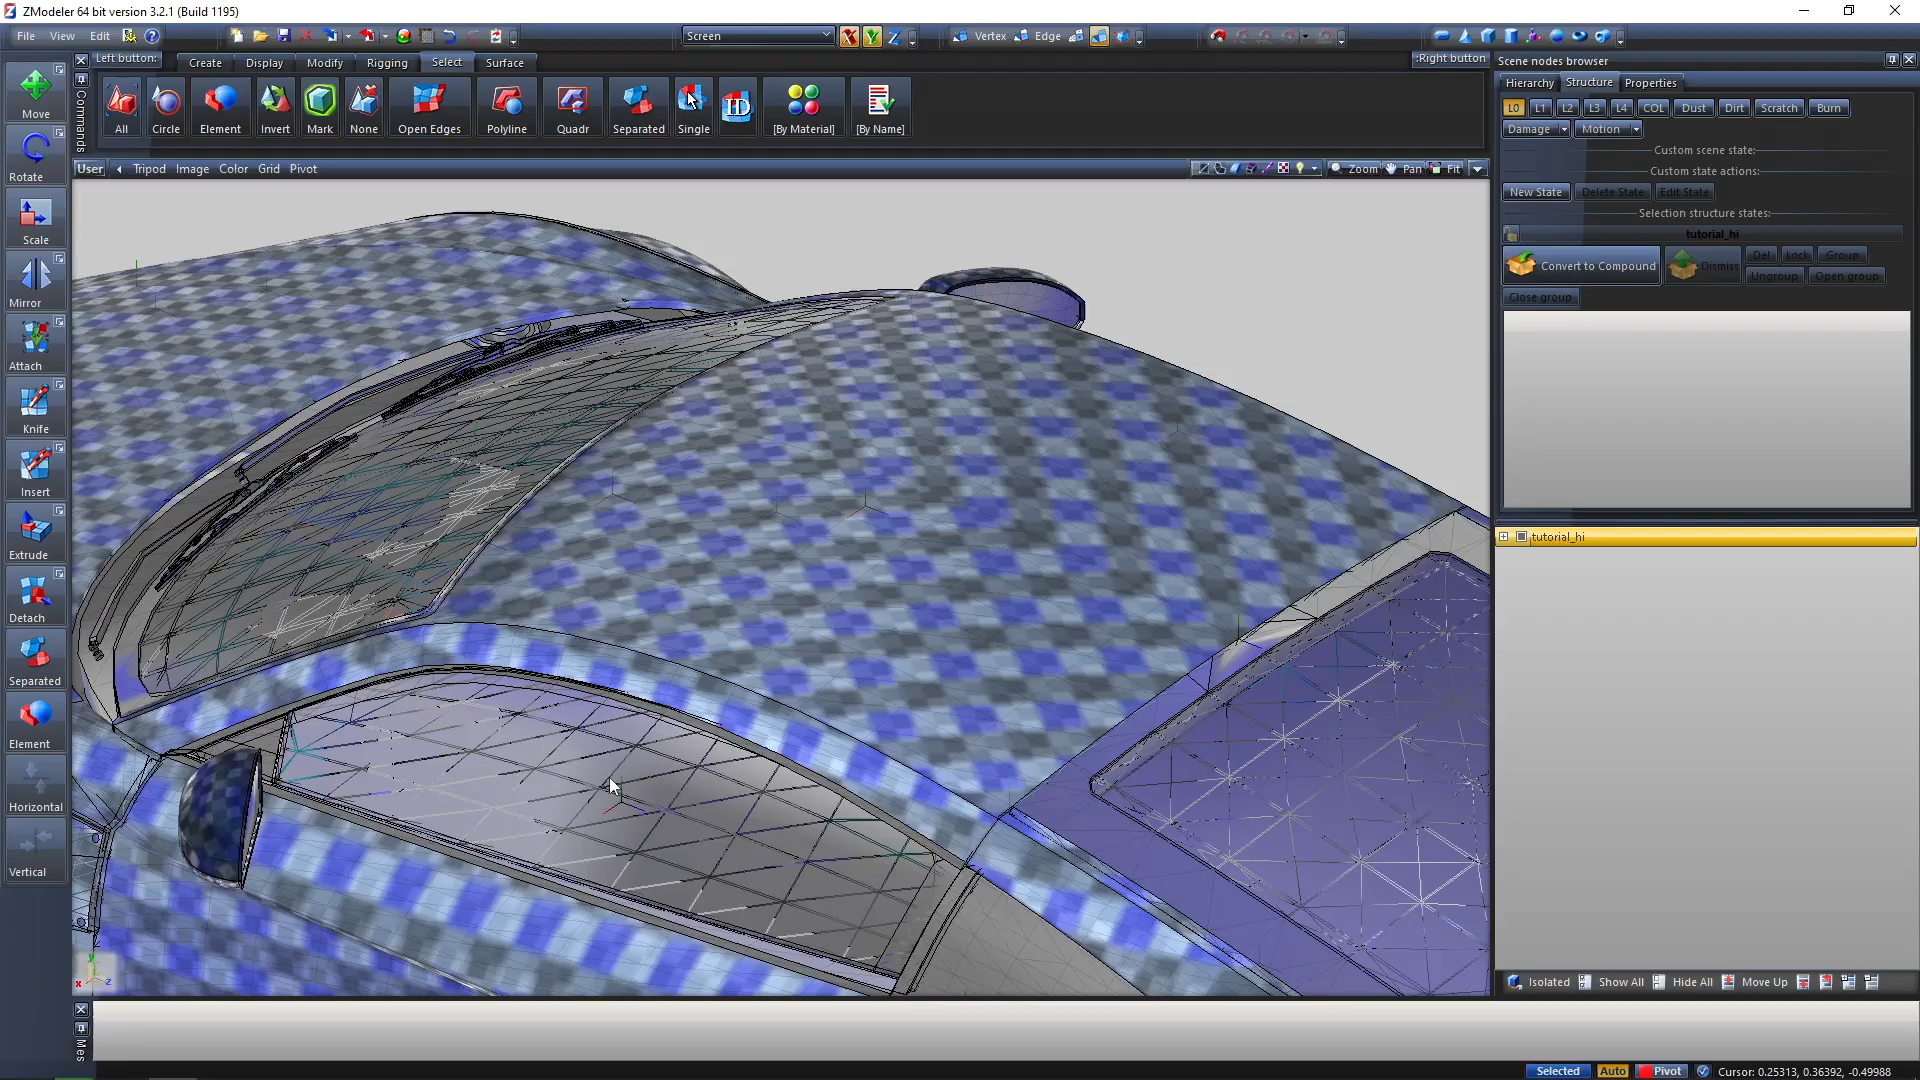 ZModeler 64 bit version 3.2.1 (Build 1195)
File View Edit
Screen
Vertex Edge
Left button:
Create Display Modify Rigging Select Surface
:Right button
Commands
All Circle Element Invert Mark None Open Edges Polyline Quadr Separated Single ID [By Material] [By Name]
User Tripod Image Color Grid Pivot
Zoom Pan Fit
Move
Rotate
Scale
Mirror
Attach
Knife
Insert
Extrude
Detach
Separated
Element
Horizontal
Vertical
Scene nodes browser
Hierarchy Structure Properties
L0 L1 L2 L3 L4 COL Dust Dirt Scratch Burn
Damage Motion
Custom scene state:
Custom state actions:
New State Delete State Edit State
Selection structure states:
tutorial_hi
Convert to Compound Dismiss Del Lock Group
Ungroup Open group
Close group
tutorial_hi
Isolated Show All Hide All Move Up
y
x z
Mes
Selected Auto Pivot Cursor: 0.25313, 0.36392, -0.49988